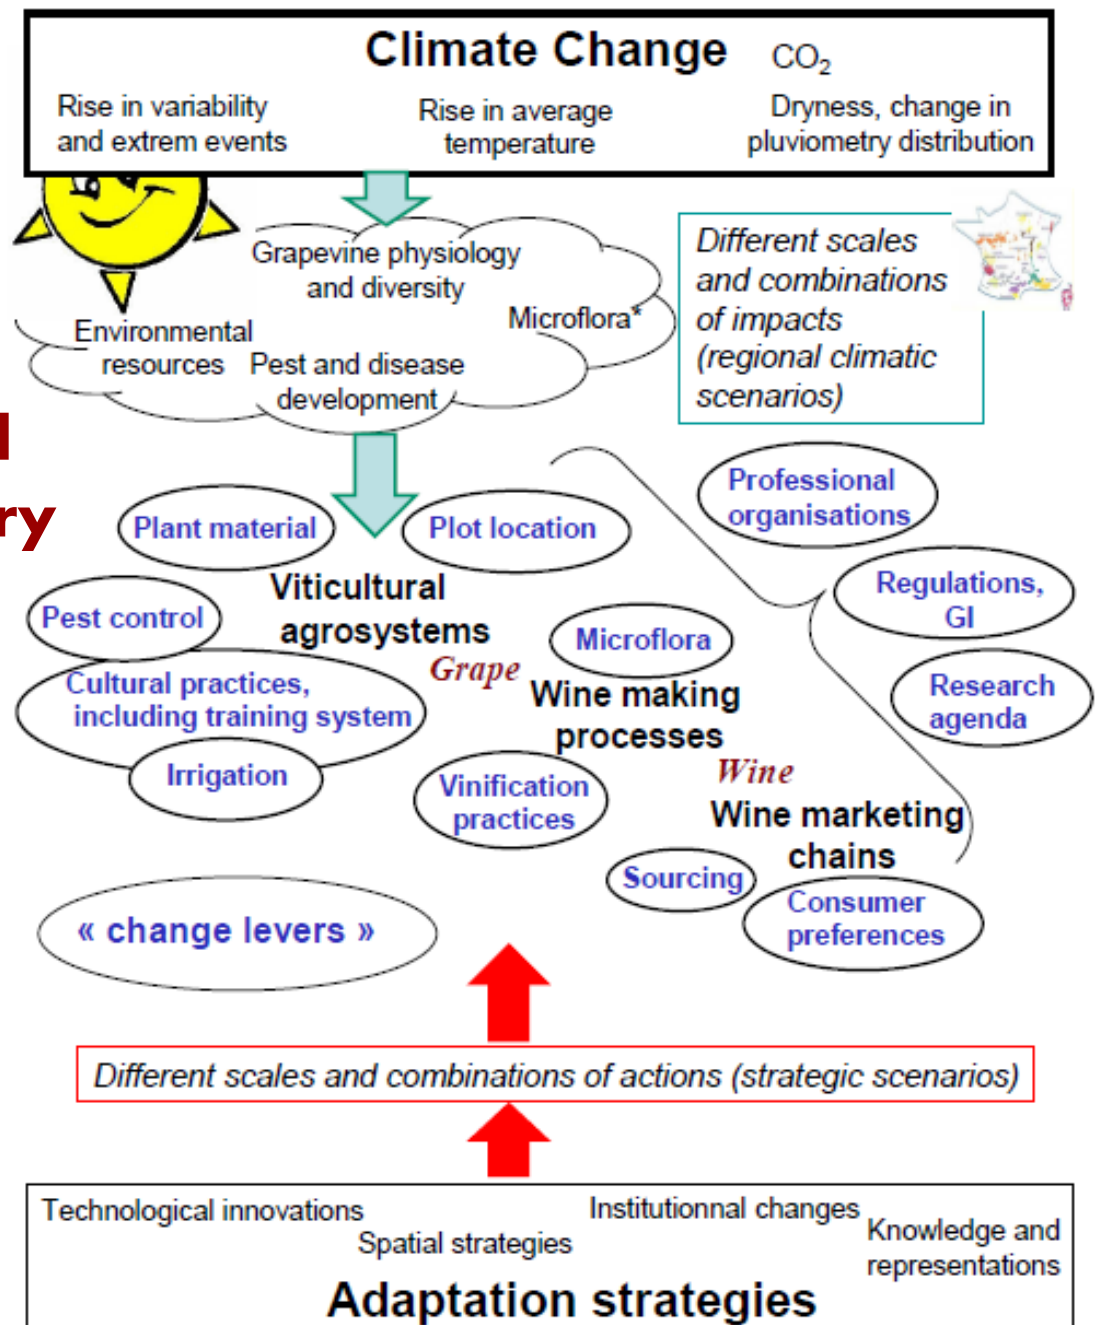 Climate Change CO₂
Rise in variability
and extrem events
Rise in average
temperature
Dryness, change in
pluviometry distribution
Grapevine physiology
and diversity
Microflora*
Environmental
resources
Pest and disease
development
Different scales
and combinations
of impacts
(regional climatic
scenarios)
ry
Professional
organisations
Plant material
Plot location
Regulations,
GI
Viticultural
agrosystems
Pest control
Microflora
Grape
Cultural practices,
including training system
Research
agenda
Wine making
processes
Irrigation
Vinification
practices
Wine
Wine marketing
chains
Sourcing
Consumer
preferences
« change levers »
Different scales and combinations of actions (strategic scenarios)
Technological innovations
Spatial strategies
Institutionnal changes
Knowledge and
representations
Adaptation strategies